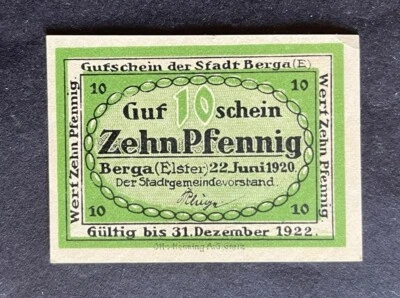 Gutschein der Stadt Berga(E)
Wert Zehn Pfennig.
10 10
Gut 10 schein
Zehn Pfennig
Berga (Elster) 22. Juni 1920.
Der Stadtgemeindevorstand.
10 10
Wert Zehn Pfennig.
Gültig bis 31. Dezember 1922.